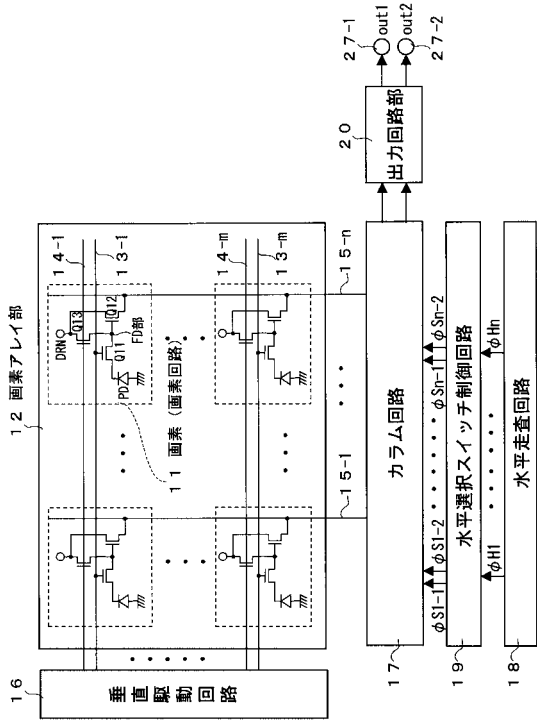 12 画素アレイ部
14-1
13-1
DRN
Q13
Q12
Q11
FD部
PD
11 画素(画素回路)
14-m
13-m
15-1
15-n
16
垂直駆動回路
17
カラム回路
φS1-1
φS1-2
φSn-1
φSn-2
19
水平選択スイッチ制御回路
φH1
φHn
18
水平走査回路
20
出力回路部
27-1
out1
out2
27-2